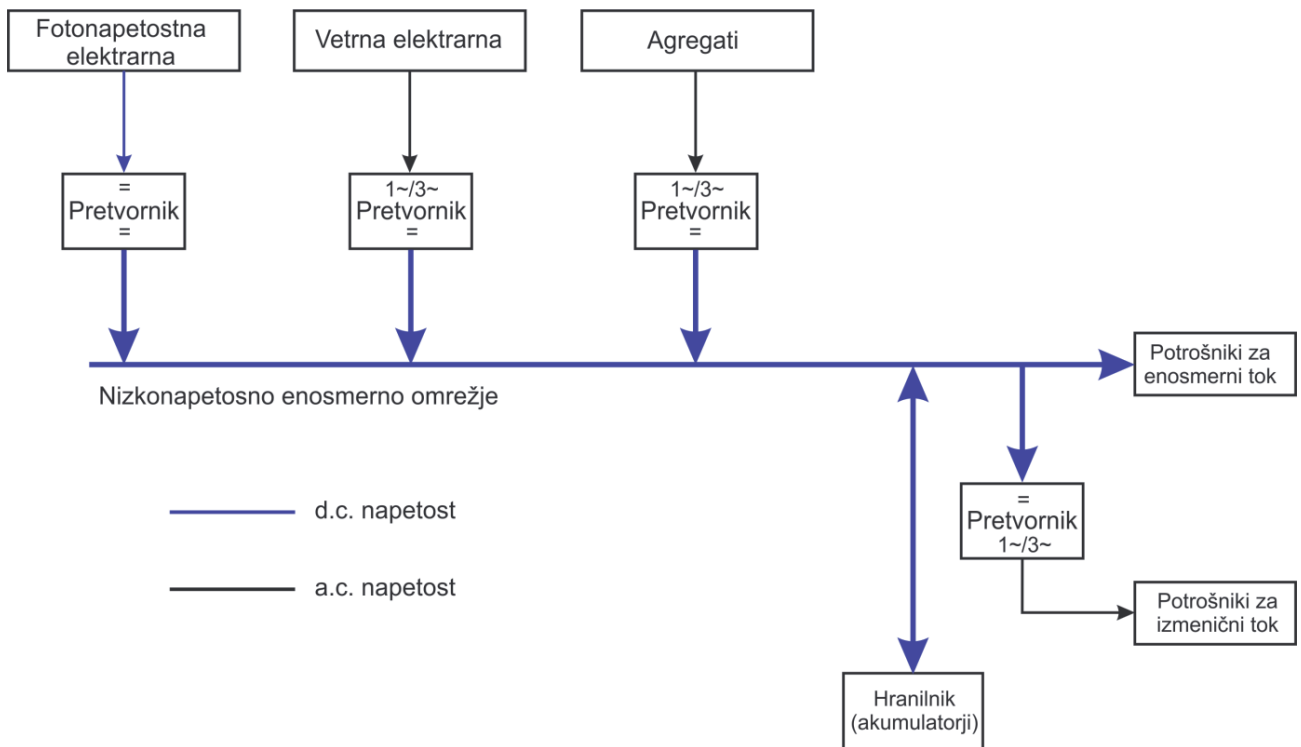 Fotonapetostna
elektrarna
Vetrna elektrarna
Agregati
=
Pretvornik
=
1~/3~
Pretvornik
=
1~/3~
Pretvornik
=
Potrošniki za
enosmerni tok
Nizkonapetosno enosmerno omrežje
d.c. napetost
a.c. napetost
=
Pretvornik
1~/3~
Potrošniki za
izmenični tok
Hranilnik
(akumulatorji)